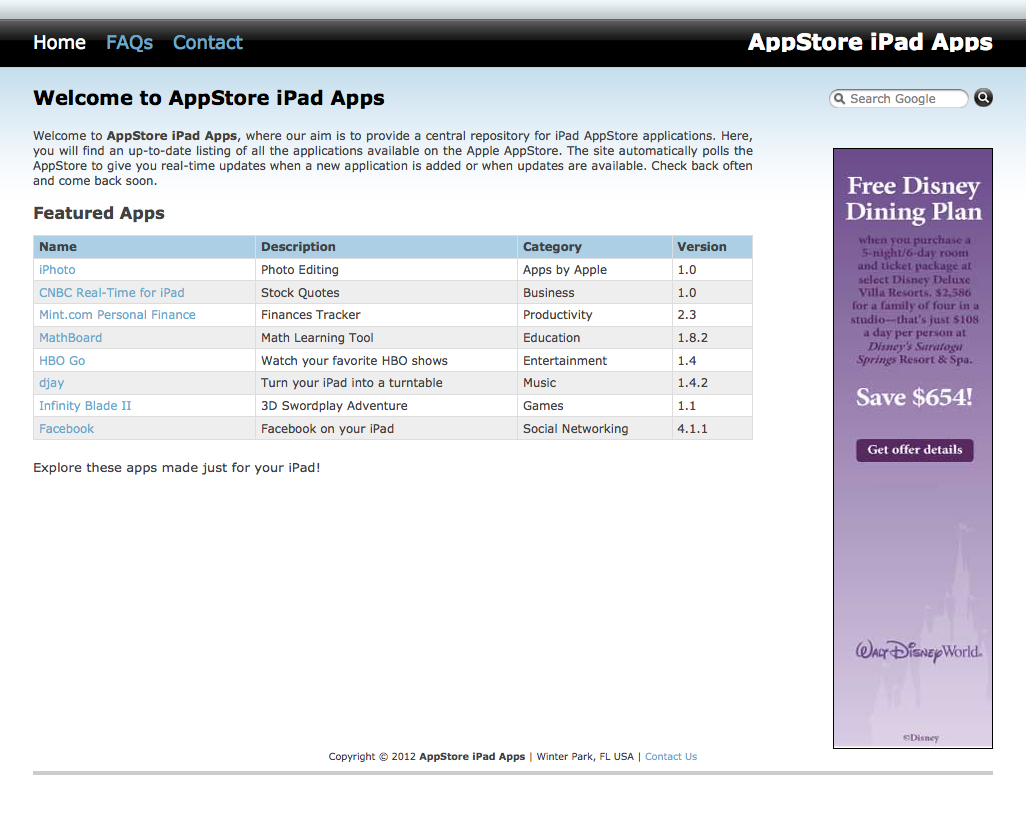 Home FAQs Contact AppStore iPad Apps
Welcome to AppStore iPad Apps
Search Google
Welcome to AppStore iPad Apps, where our aim is to provide a central repository for iPad AppStore applications. Here,
you will find an up-to-date listing of all the applications available on the Apple AppStore. The site automatically polls the
AppStore to give you real-time updates when a new application is added or when updates are available. Check back often
and come back soon.
Featured Apps
Name Description Category Version
iPhoto Photo Editing Apps by Apple 1.0
CNBC Real-Time for iPad Stock Quotes Business 1.0
Mint.com Personal Finance Finances Tracker Productivity 2.3
MathBoard Math Learning Tool Education 1.8.2
HBO Go Watch your favorite HBO shows Entertainment 1.4
djay Turn your iPad into a turntable Music 1.4.2
Infinity Blade II 3D Swordplay Adventure Games 1.1
Facebook Facebook on your iPad Social Networking 4.1.1
Explore these apps made just for your iPad!
Free Disney
Dining Plan
when you purchase a
5-night/6-day room
and ticket package at
select Disney Deluxe
Villa Resorts. $2,586
for a family of four in a
studio—that's just $108
a day per person at
Disney's Saratoga
Springs Resort & Spa.
Save $654!
Get offer details
Walt Disney World.
©Disney
Copyright © 2012 AppStore iPad Apps | Winter Park, FL USA | Contact Us